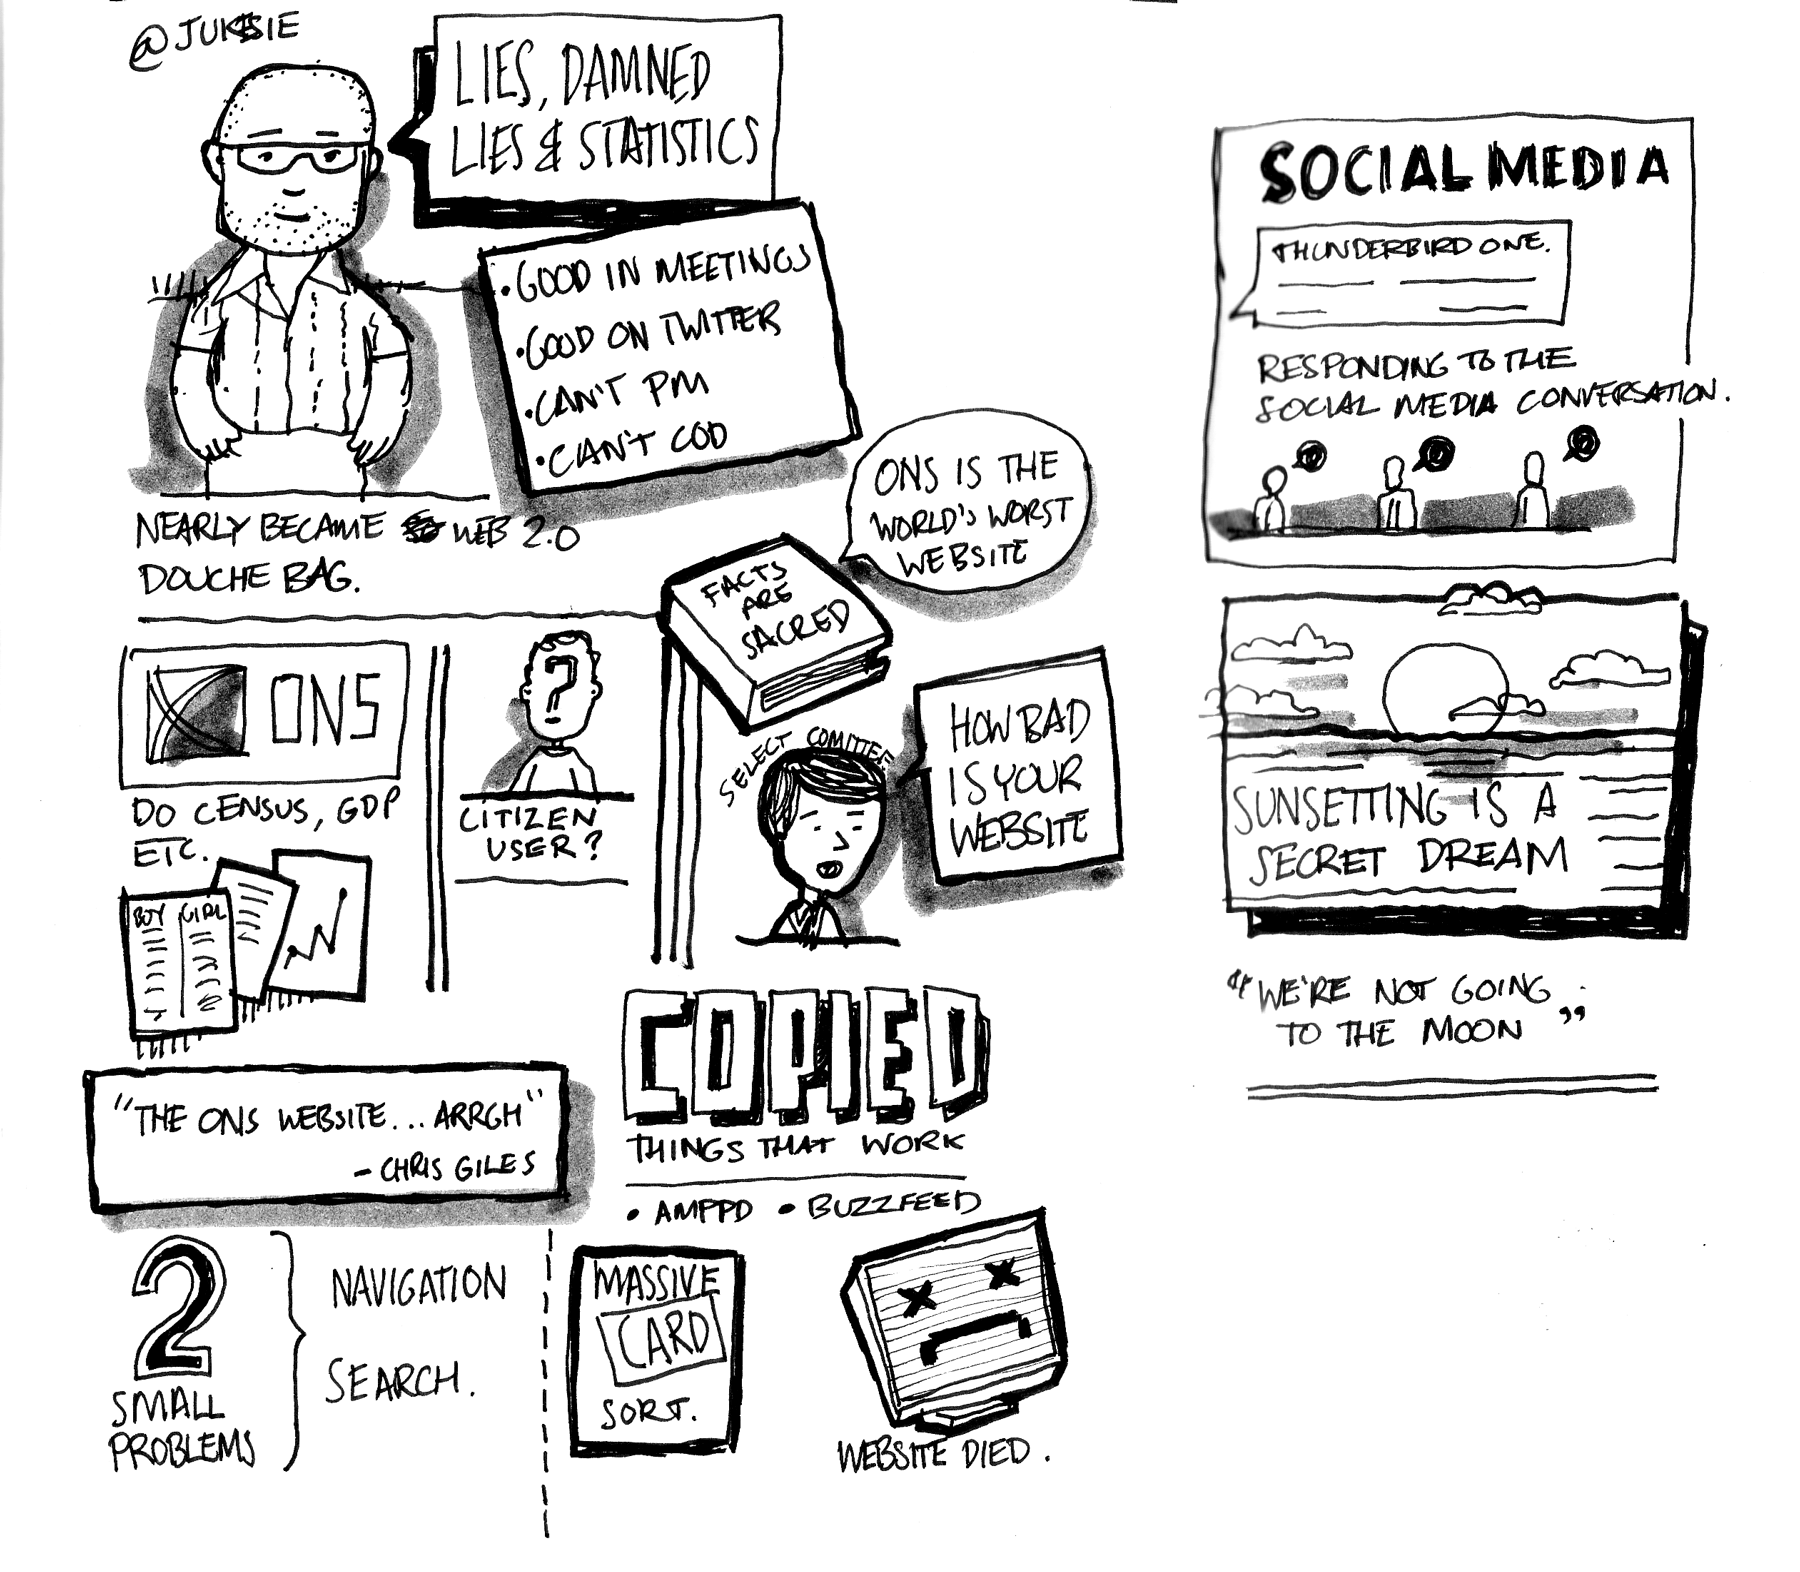 @JUKESIE
LIES, DAMNED
LIES & STATISTICS
• GOOD IN MEETINGS
• GOOD ON TWITTER
• CAN'T PM
• CAN'T COD
NEARLY BECAME WEB 2.0
DOUCHE BAG.
ONS IS THE
WORLD'S WORST
WEBSITE
FACTS
ARE
SACRED
ONS
DO CENSUS, GDP
ETC.
BOY GIRL
?
CITIZEN
USER?
SELECT COMITTEE
HOW BAD
IS YOUR
WEBSITE
"THE ONS WEBSITE... ARRGH"
- CHRIS GILES
COPIED
THINGS THAT WORK
• AMPPD • BUZZFEED
2
SMALL
PROBLEMS
NAVIGATION
SEARCH.
MASSIVE
CARD
SORT.
WEBSITE DIED.
SOCIAL MEDIA
THUNDERBIRD ONE.
RESPONDING TO THE
SOCIAL MEDIA CONVERSATION.
SUNSETTING IS A
SECRET DREAM
"WE'RE NOT GOING
TO THE MOON"